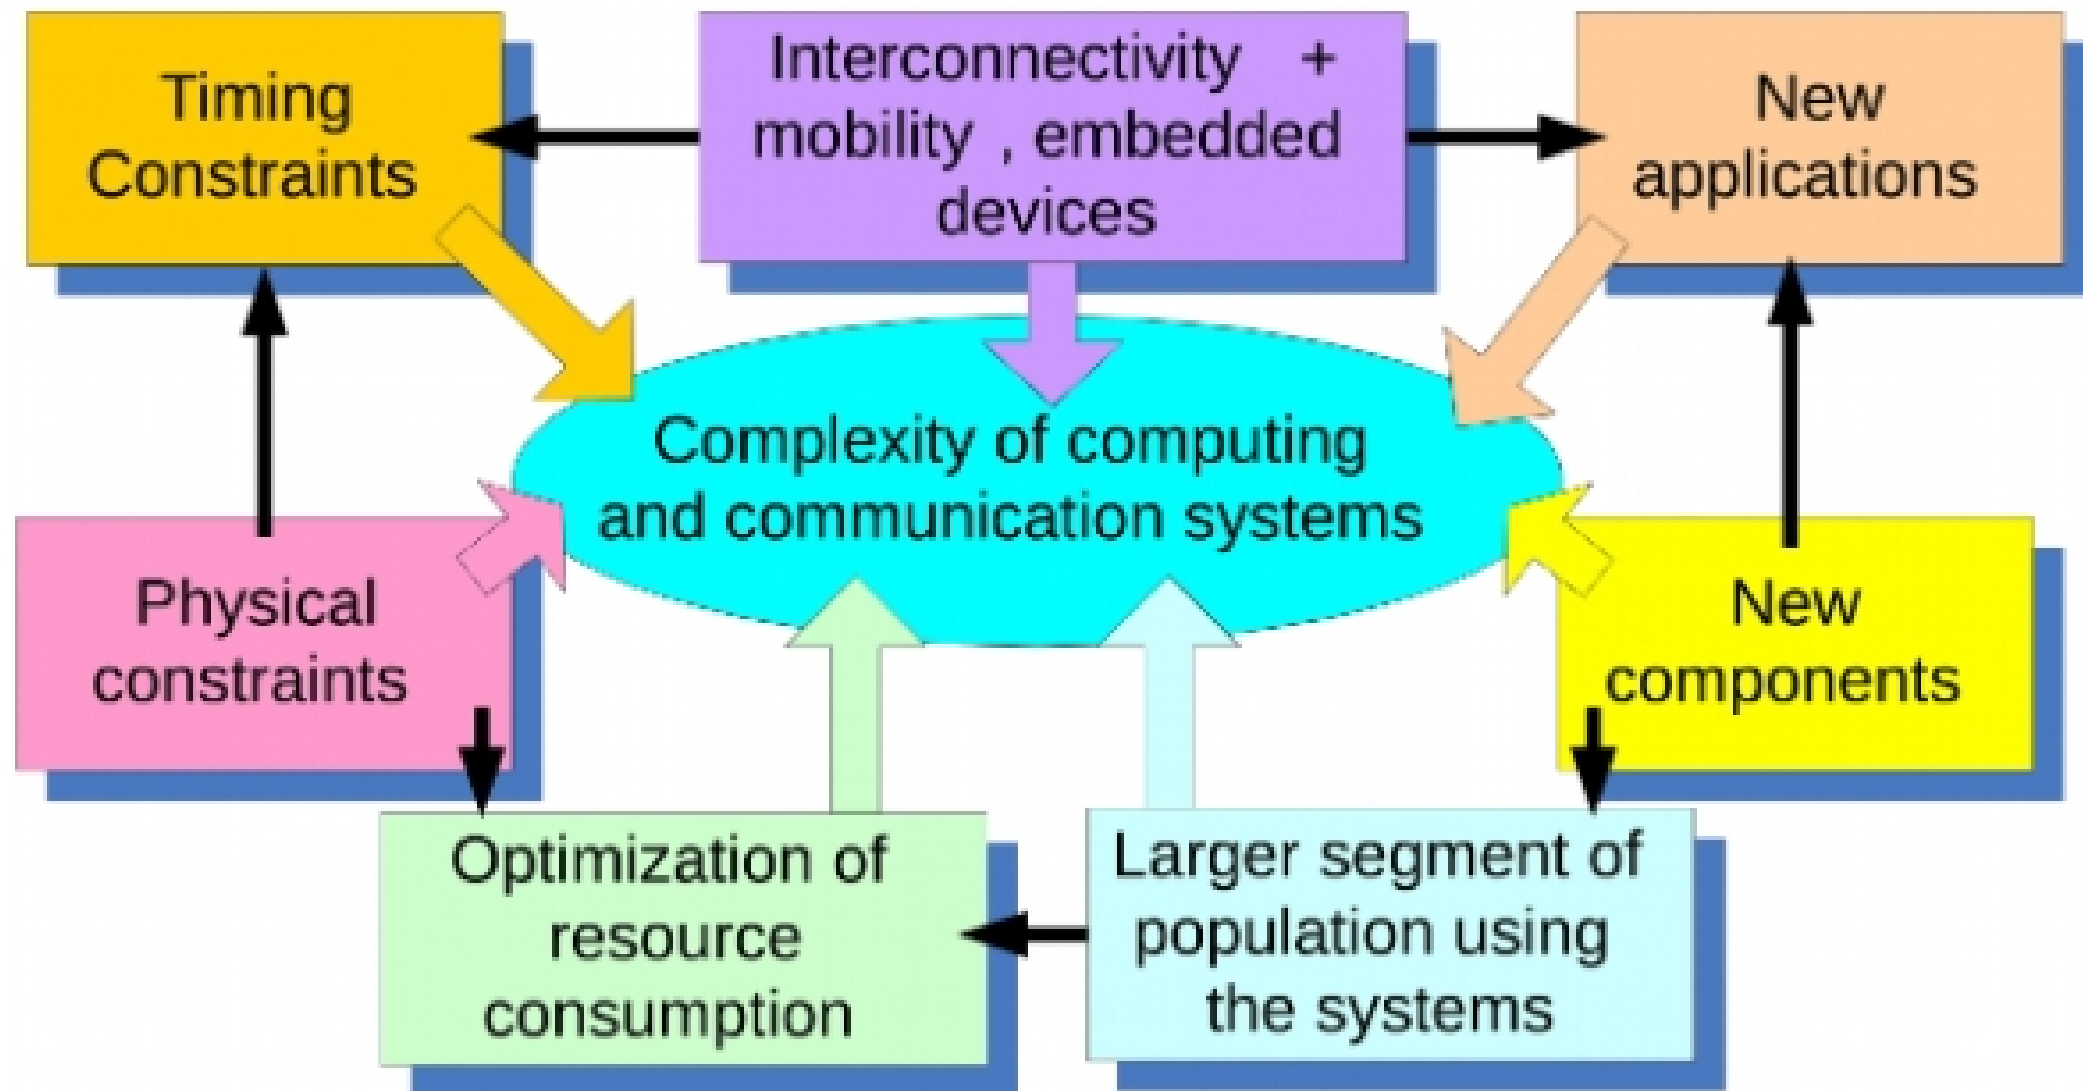 Timing
Constraints
Interconnectivity +
mobility , embedded
devices
New
applications
Complexity of computing
and communication systems
Physical
constraints
New
components
Optimization of
resource
consumption
Larger segment of
population using
the systems